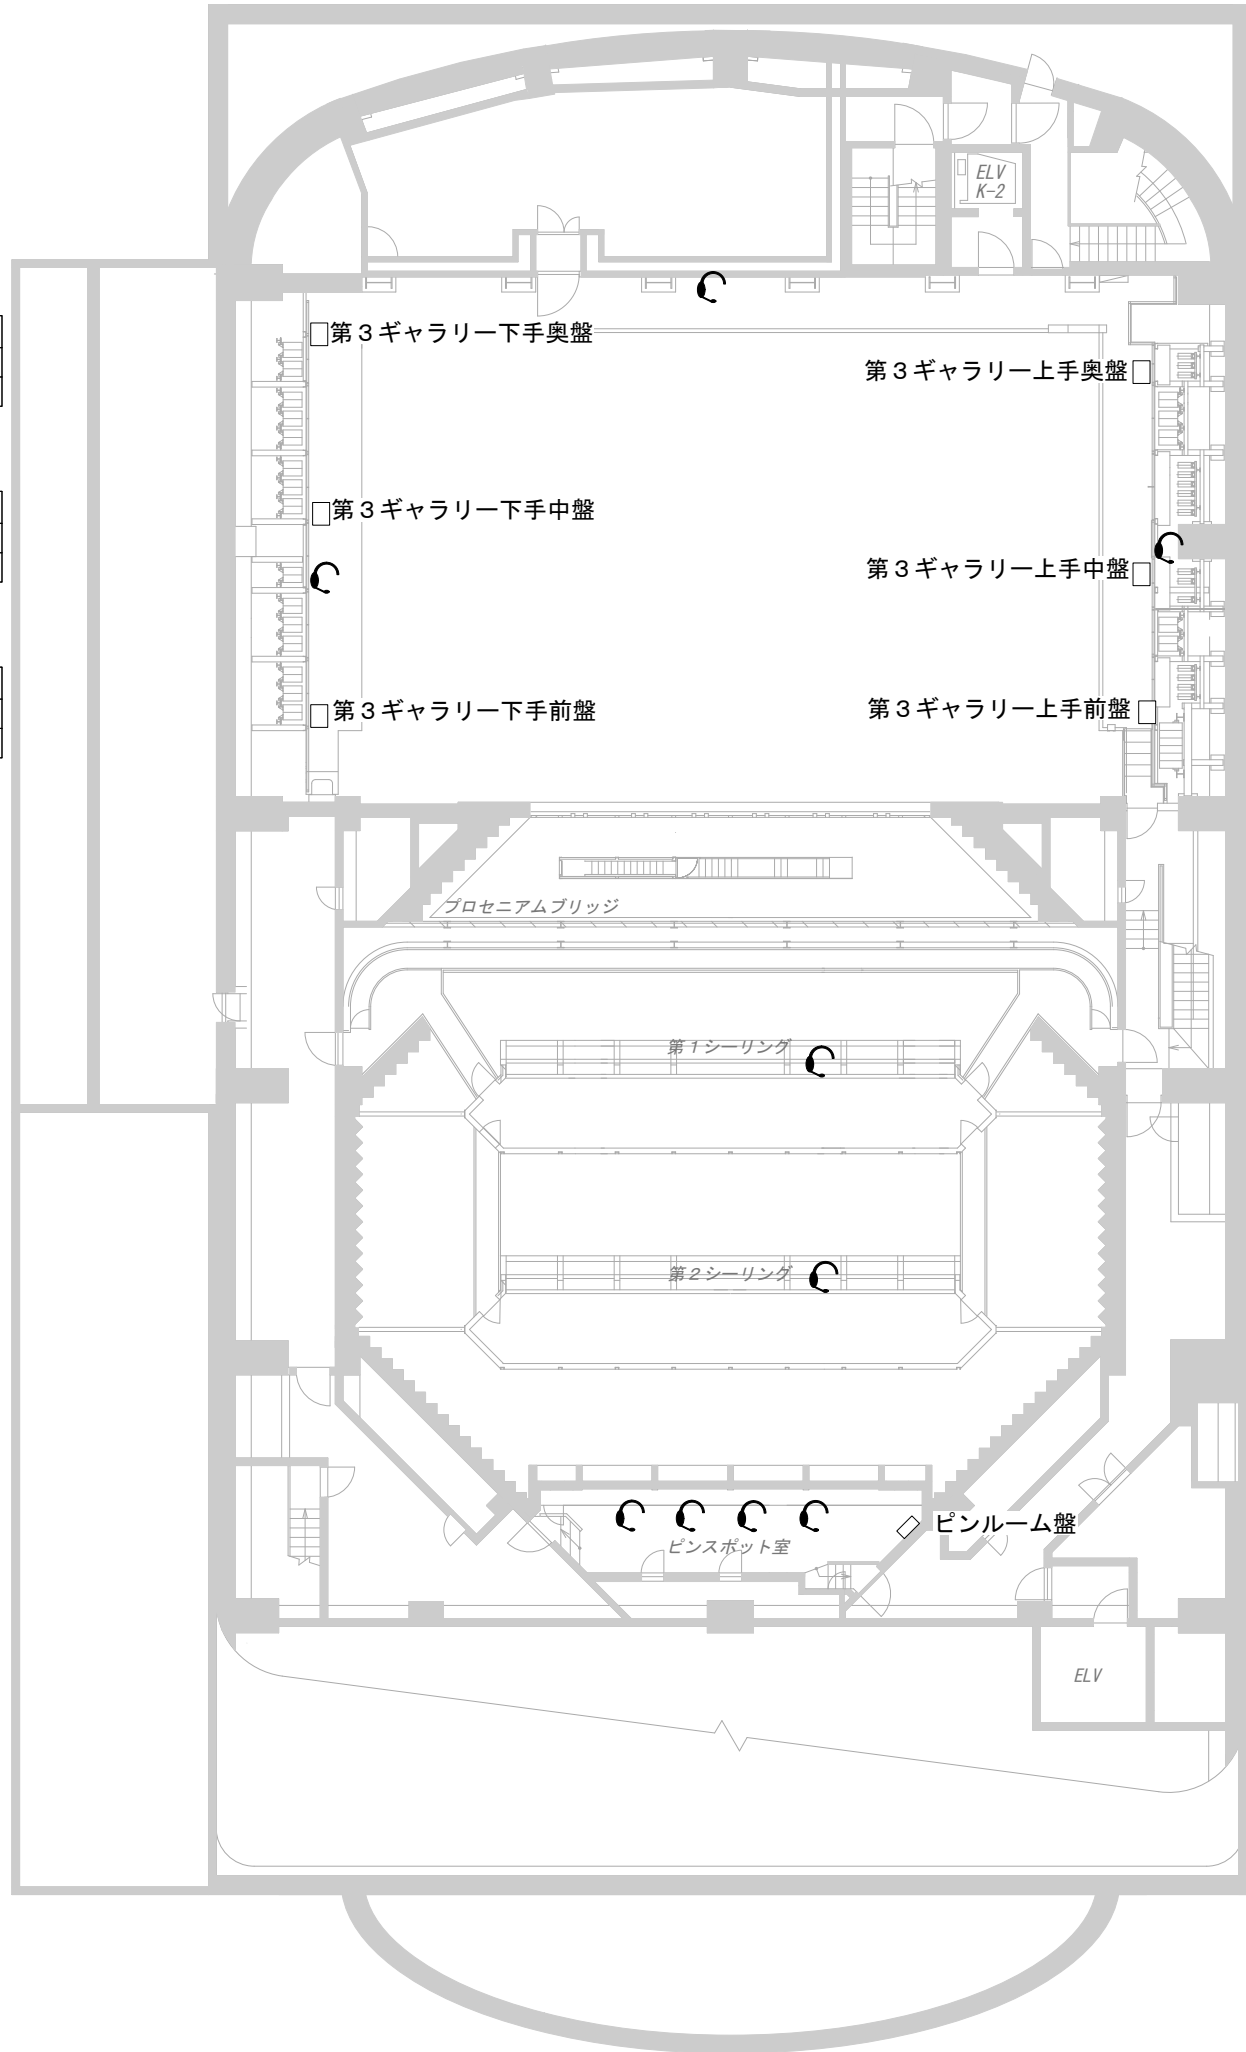 ELV
K-2
第３ギャラリー下手奥盤
第３ギャラリー上手奥盤
第３ギャラリー下手中盤
第３ギャラリー上手中盤
第３ギャラリー下手前盤
第３ギャラリー上手前盤
プロセニアムブリッジ
第１シーリング
第２シーリング
ピンルーム盤
ピンスポット室
ELV